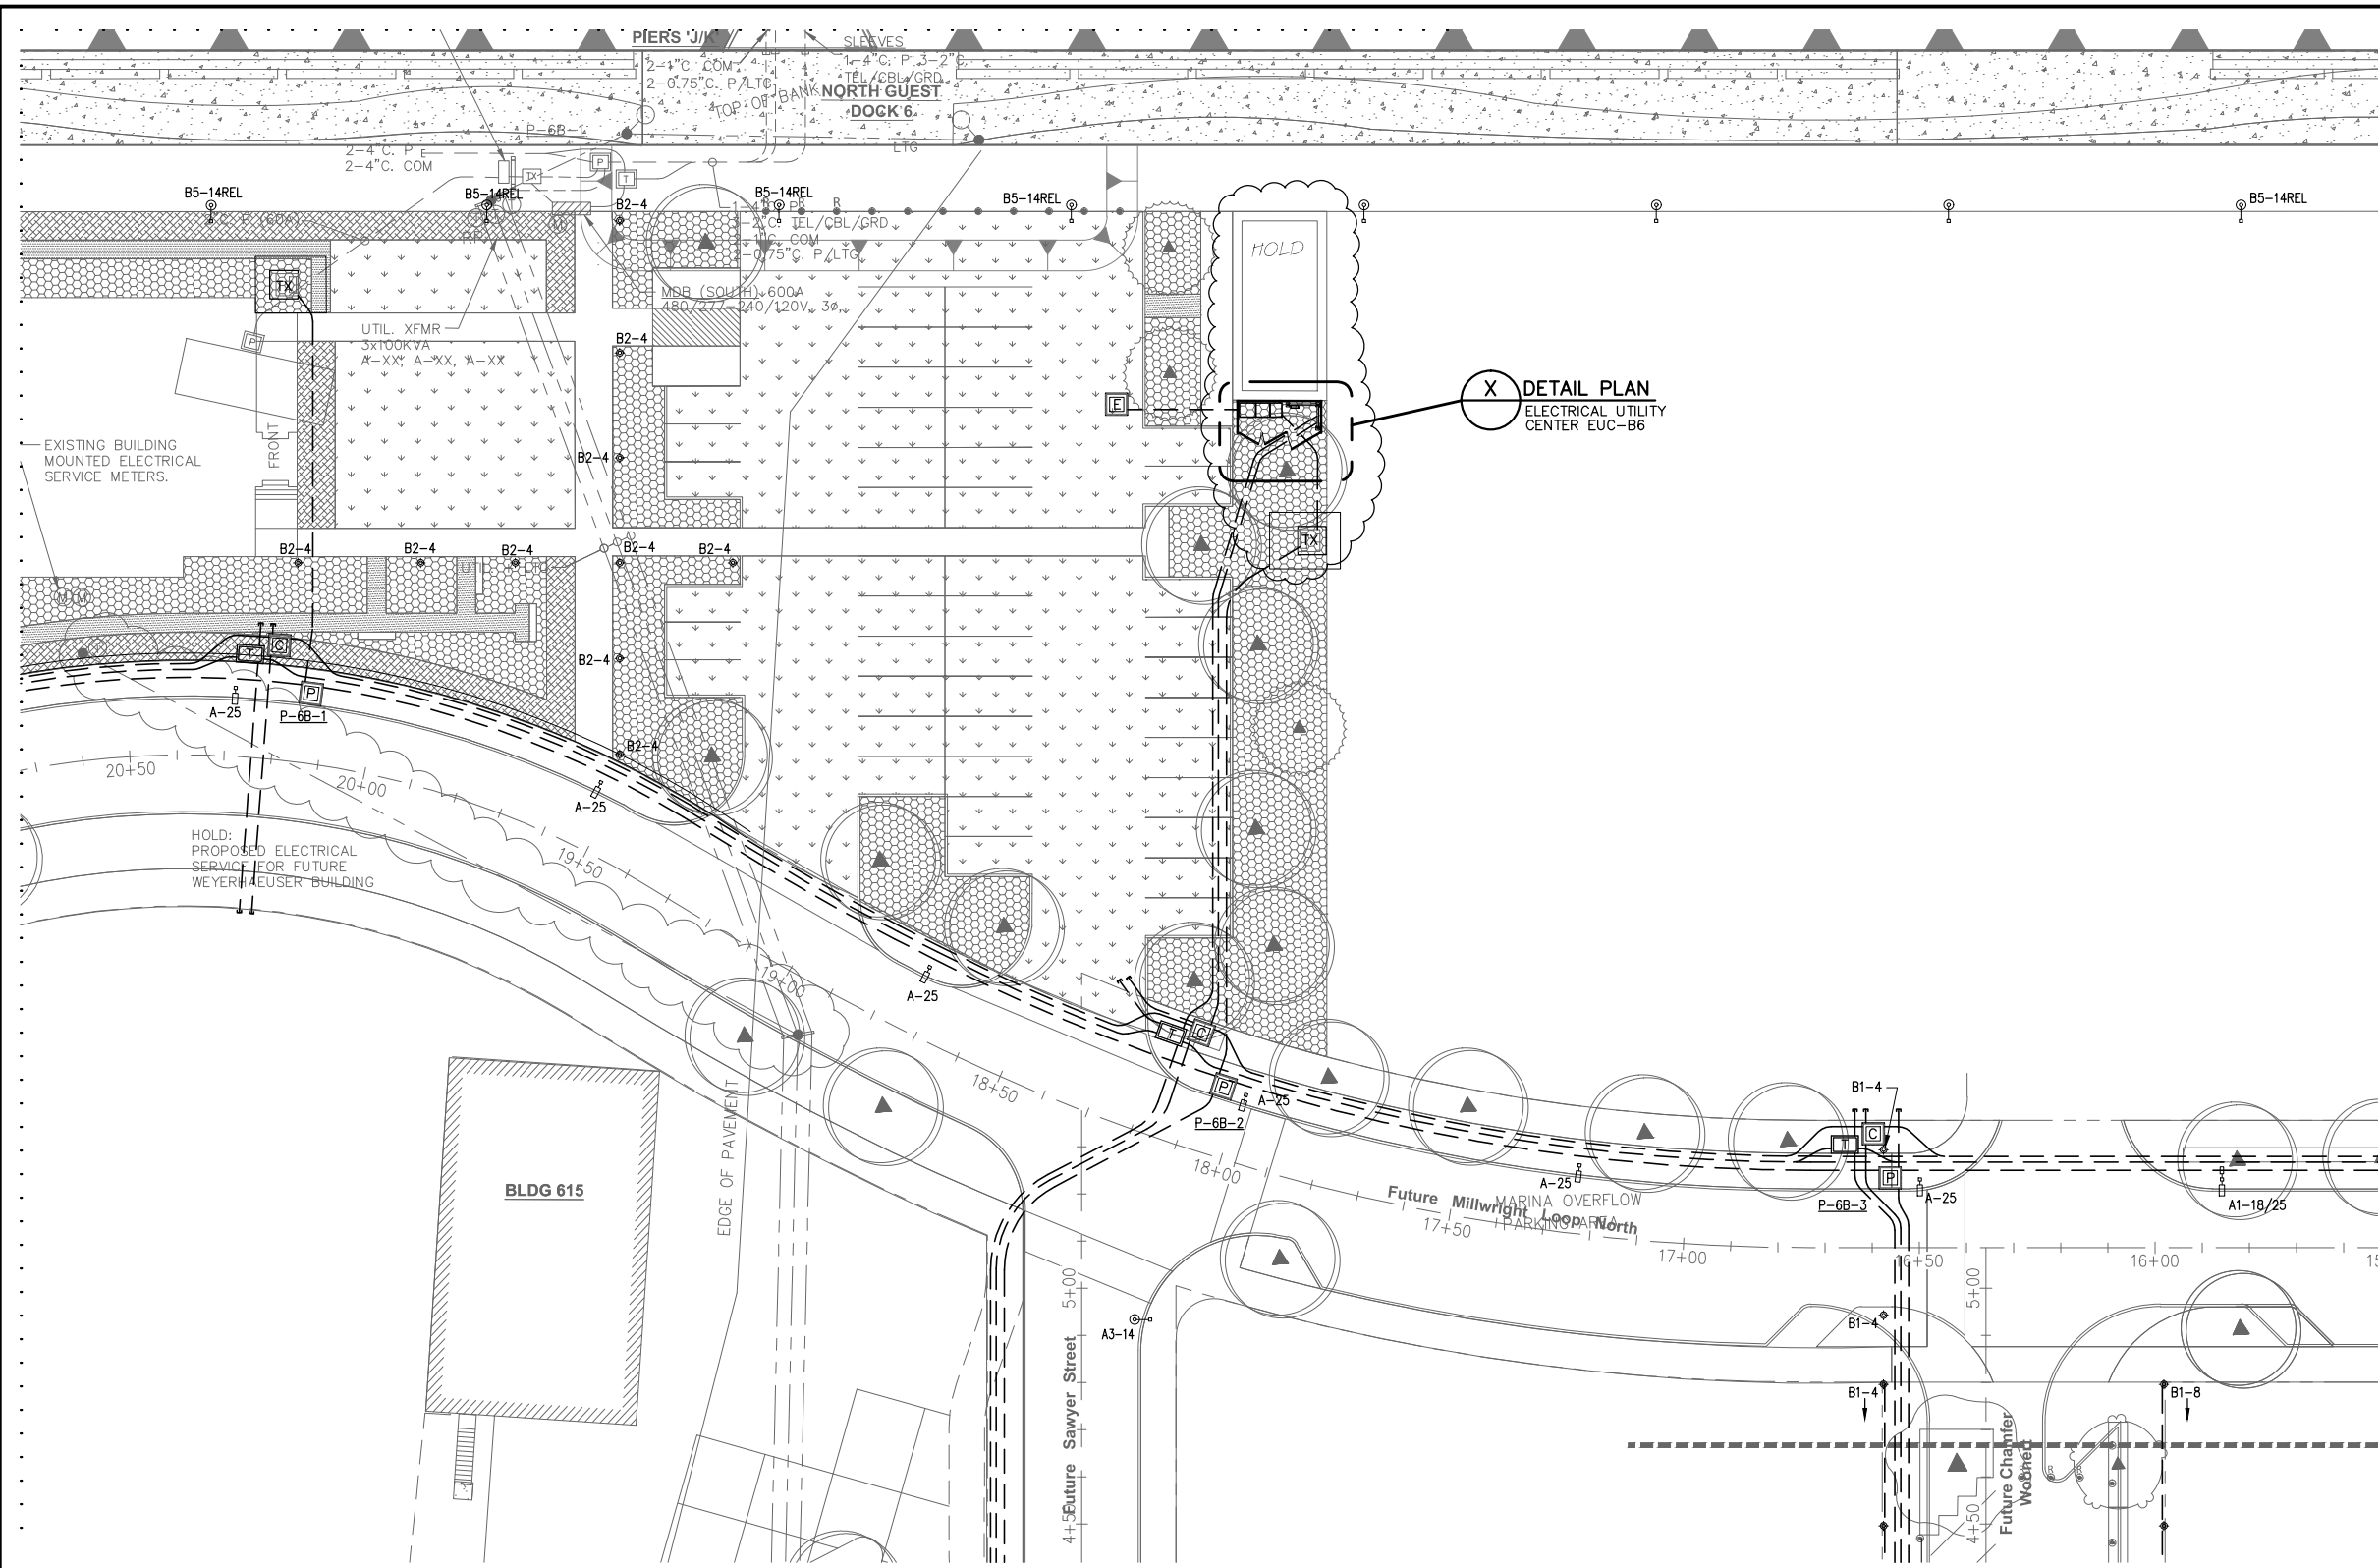 PIERS 'J/K'
2-1"C. COM
2-0.75"C. P/LTG
SLEEVES
1-4"C. P 3-2"C.
TEL/CBL/GRD
NORTH GUEST
DOCK 6
TOP OF BANK
P-6B-1
LTG
2-4"C. P
E
2-4"C. COM
P
TX
T
B5-14REL
B5-14REL
B5-14REL
B5-14REL
B5-14REL
B2-4
R
R
TEL/CBL/GRD
COM
P/LTG
HOLD
TX
MDB (SOUTH) 600A
480/277-240/120V, 3ø,
UTIL. XFMR
3x100KVA
A-XX, A-XX, A-XX
P
B2-4
E
X
DETAIL PLAN
ELECTRICAL UTILITY
CENTER EUC-B6
FRONT
EXISTING BUILDING
MOUNTED ELECTRICAL
SERVICE METERS.
B2-4
TX
B2-4
B2-4
B2-4
B2-4
B2-4
M
M
T
C
B2-4
P
A-25
P-6B-1
B2-4
20+50
20+00
A-25
HOLD:
PROPOSED ELECTRICAL
SERVICE FOR FUTURE
WEYERHAEUSER BUILDING
19+50
19+00
A-25
T
C
P
A-25
P-6B-2
18+50
18+00
EDGE OF PAVEMENT
BLDG 615
A-25
MARINA OVERFLOW
PARKING AREA
Future Millwright Loop North
17+50
17+00
B1-4
T
C
P
P-6B-3
A-25
A1-18/25
16+50
16+00
15
5+00
5+00
A3-14
B1-4
B1-4
B1-8
Future Sawyer Street
4+50
Future Chamfer
Woonerf
R
R
R
4+50